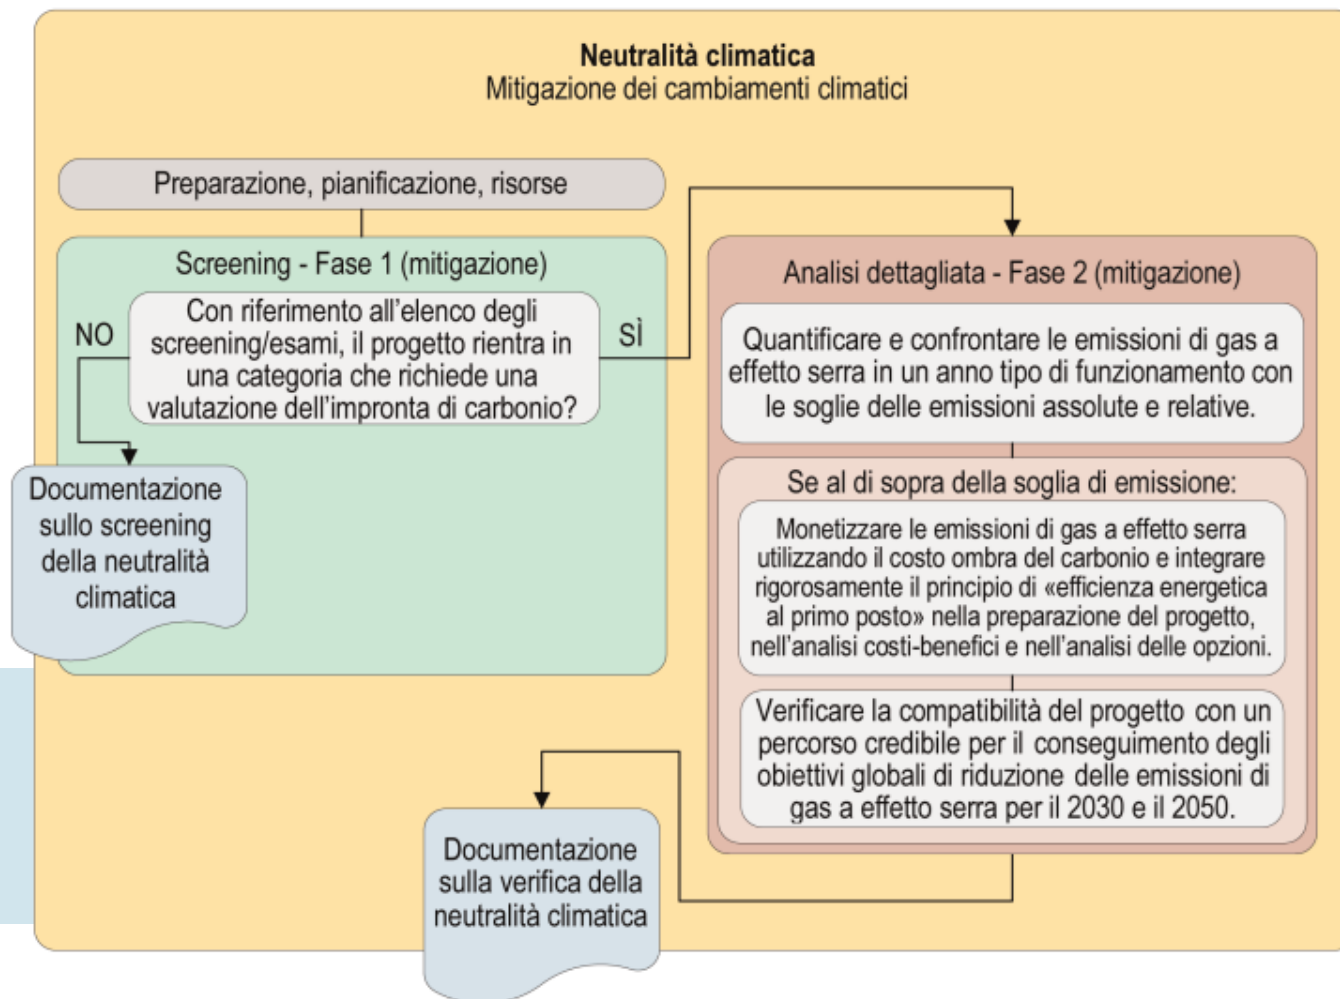 Neutralità climatica
Mitigazione dei cambiamenti climatici
Preparazione, pianificazione, risorse
Screening - Fase 1 (mitigazione)
NO
Con riferimento all'elenco degli
screening/esami, il progetto rientra in
una categoria che richiede una
valutazione dell'impronta di carbonio?
SÌ
Documentazione
sullo screening
della neutralità
climatica
Analisi dettagliata - Fase 2 (mitigazione)
Quantificare e confrontare le emissioni di gas a
effetto serra in un anno tipo di funzionamento con
le soglie delle emissioni assolute e relative.
Se al di sopra della soglia di emissione:
Monetizzare le emissioni di gas a effetto serra
utilizzando il costo ombra del carbonio e integrare
rigorosamente il principio di «efficienza energetica
al primo posto» nella preparazione del progetto,
nell'analisi costi-benefici e nell'analisi delle opzioni.
Verificare la compatibilità del progetto con un
percorso credibile per il conseguimento degli
obiettivi globali di riduzione delle emissioni di
gas a effetto serra per il 2030 e il 2050.
Documentazione
sulla verifica della
neutralità climatica